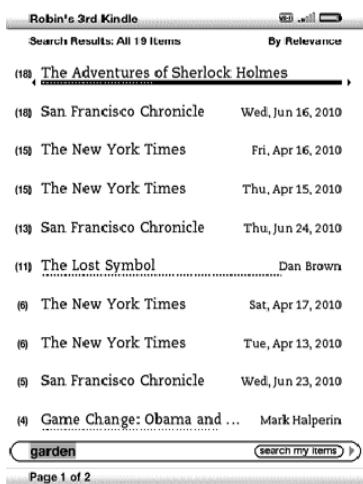 Robin's 3rd Kindle
Search Results: All 19 Items By Relevance
(18) The Adventures of Sherlock Holmes
(18) San Francisco Chronicle Wed, Jun 16, 2010
(15) The New York Times Fri, Apr 16, 2010
(15) The New York Times Thu, Apr 15, 2010
(13) San Francisco Chronicle Thu, Jun 24, 2010
(11) The Lost Symbol Dan Brown
(6) The New York Times Sat, Apr 17, 2010
(6) The New York Times Tue, Apr 13, 2010
(5) San Francisco Chronicle Wed, Jun 23, 2010
(4) Game Change: Obama and ... Mark Halperin
garden search my items
Page 1 of 2